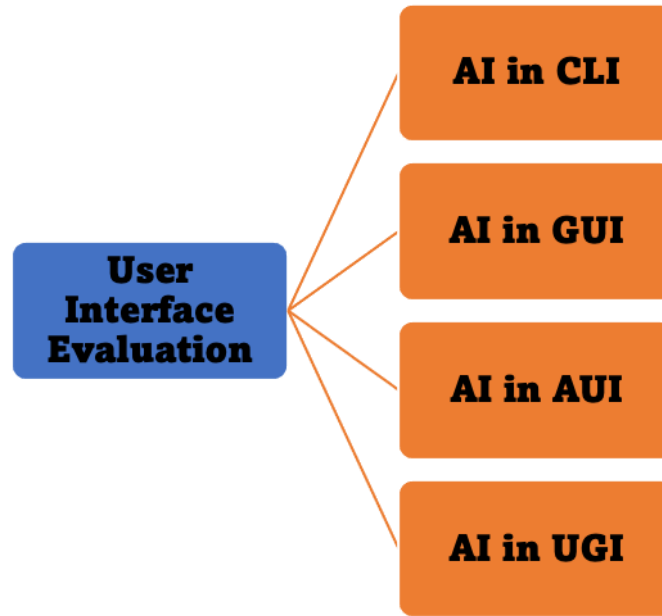 AI in CLI
AI in GUI
User
Interface
Evaluation
AI in AUI
AI in UGI